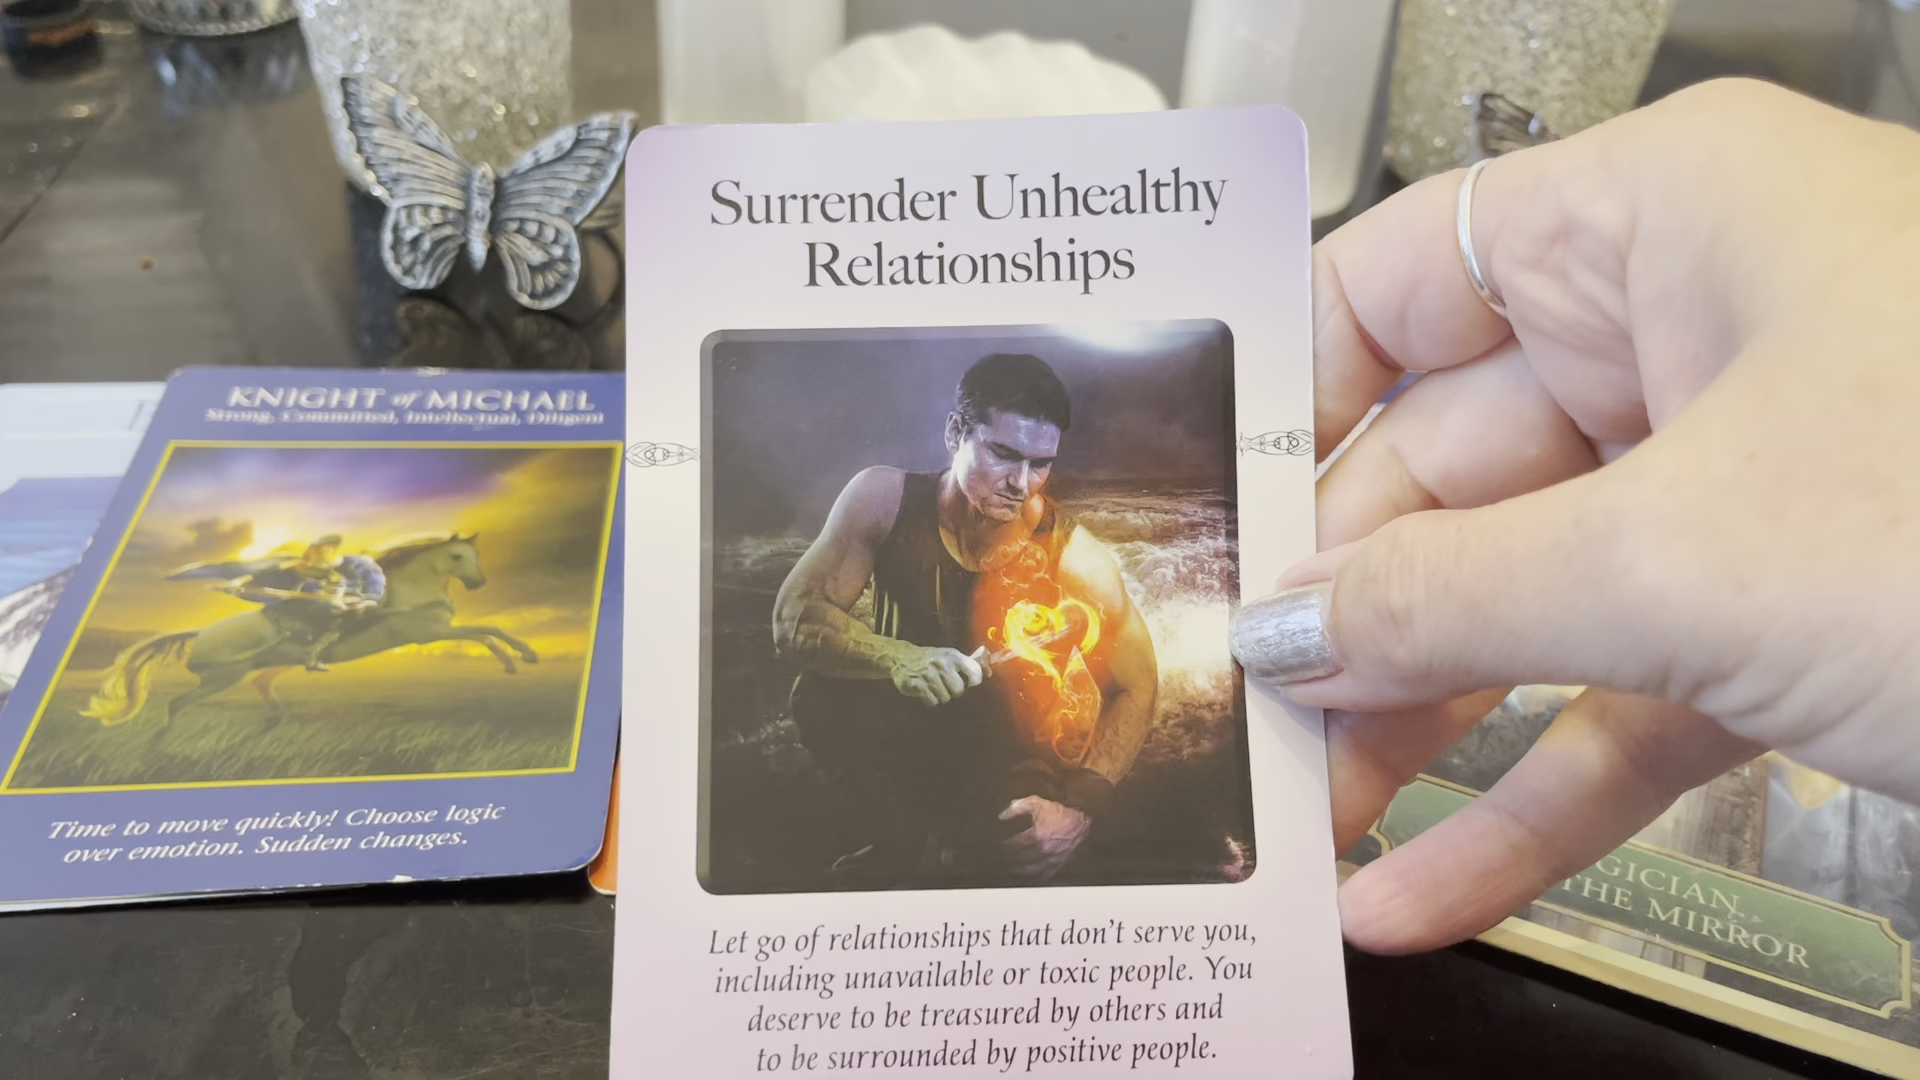 Surrender Unhealthy
Relationships
Let go of relationships that don't serve you,
including unavailable or toxic people. You
deserve to be treasured by others and
to be surrounded by positive people.
KNIGHT of MICHAEL
Strong, Committed, Intellectual, Diligent
Time to move quickly! Choose logic
over emotion. Sudden changes.
GICIAN
THE MIRROR